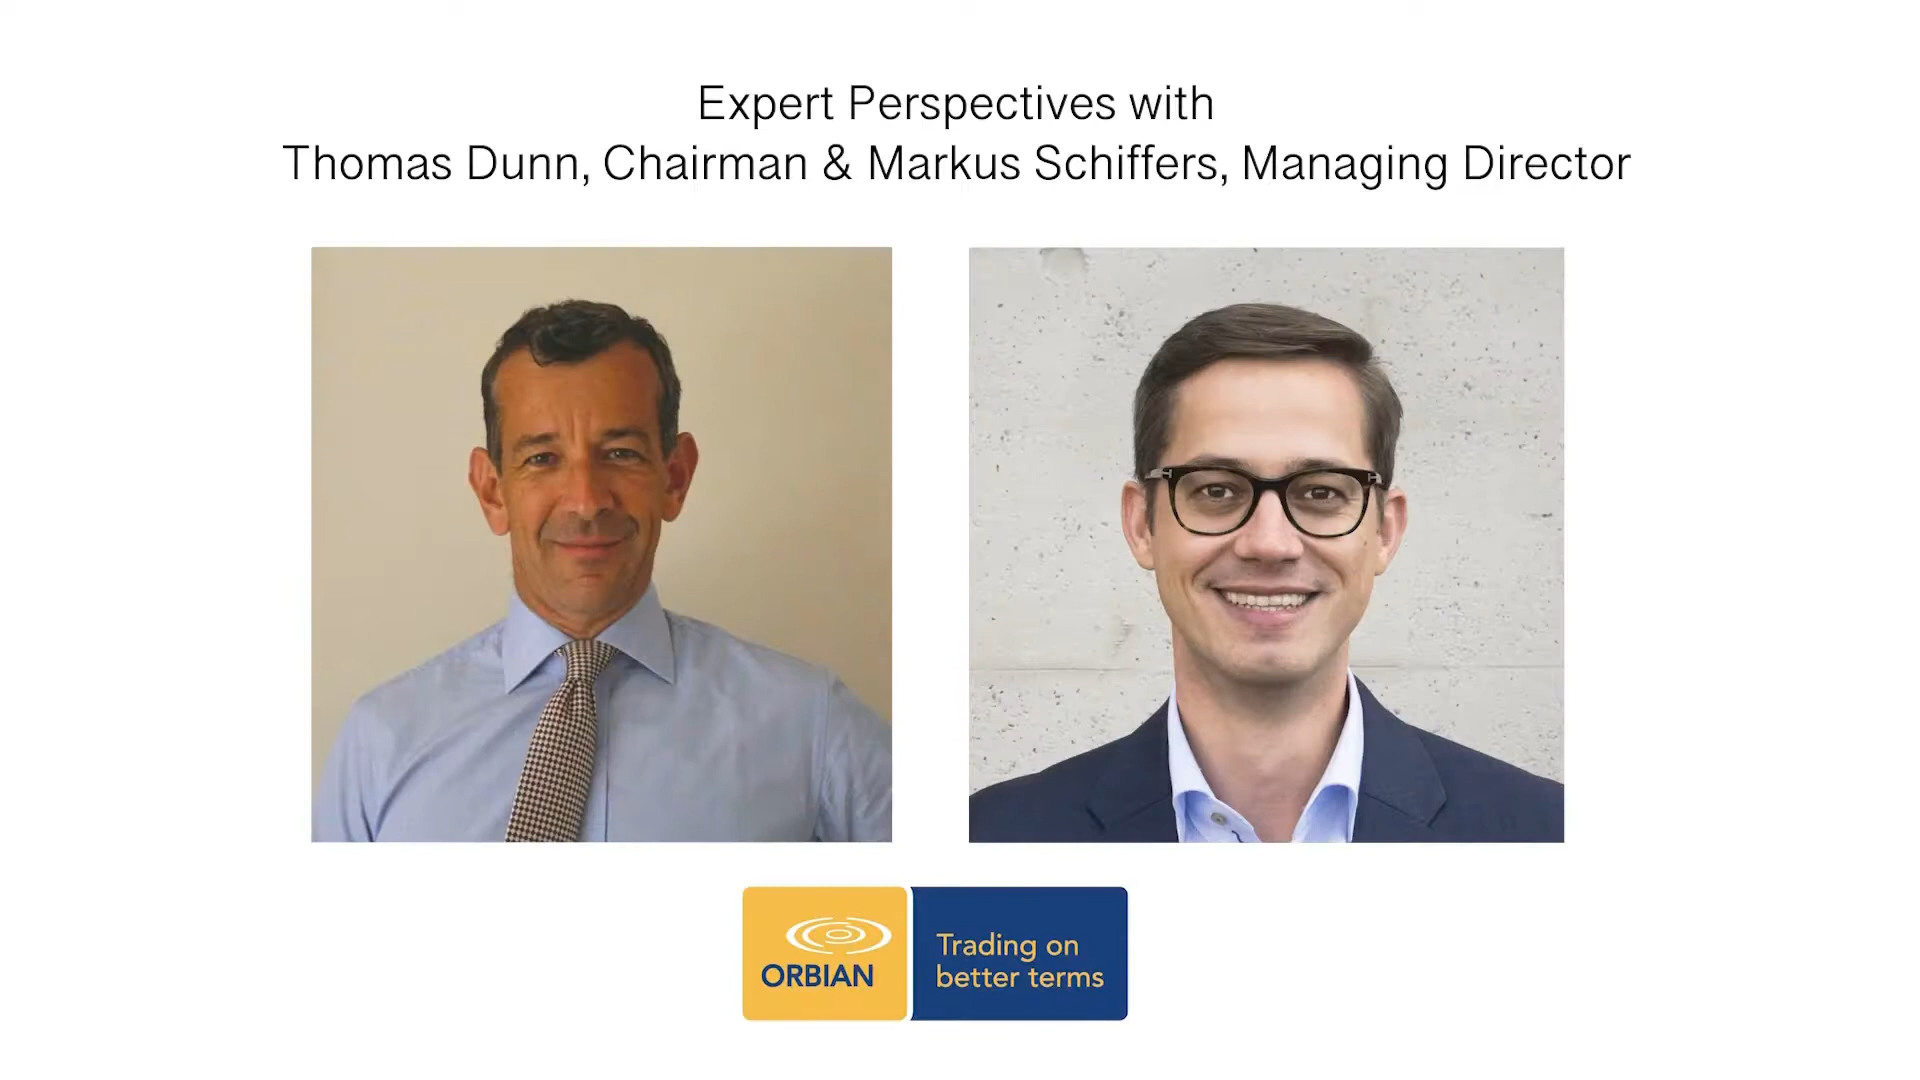 Expert Perspectives with
Thomas Dunn, Chairman & Markus Schiffers, Managing Director
ORBIAN
Trading on
better terms